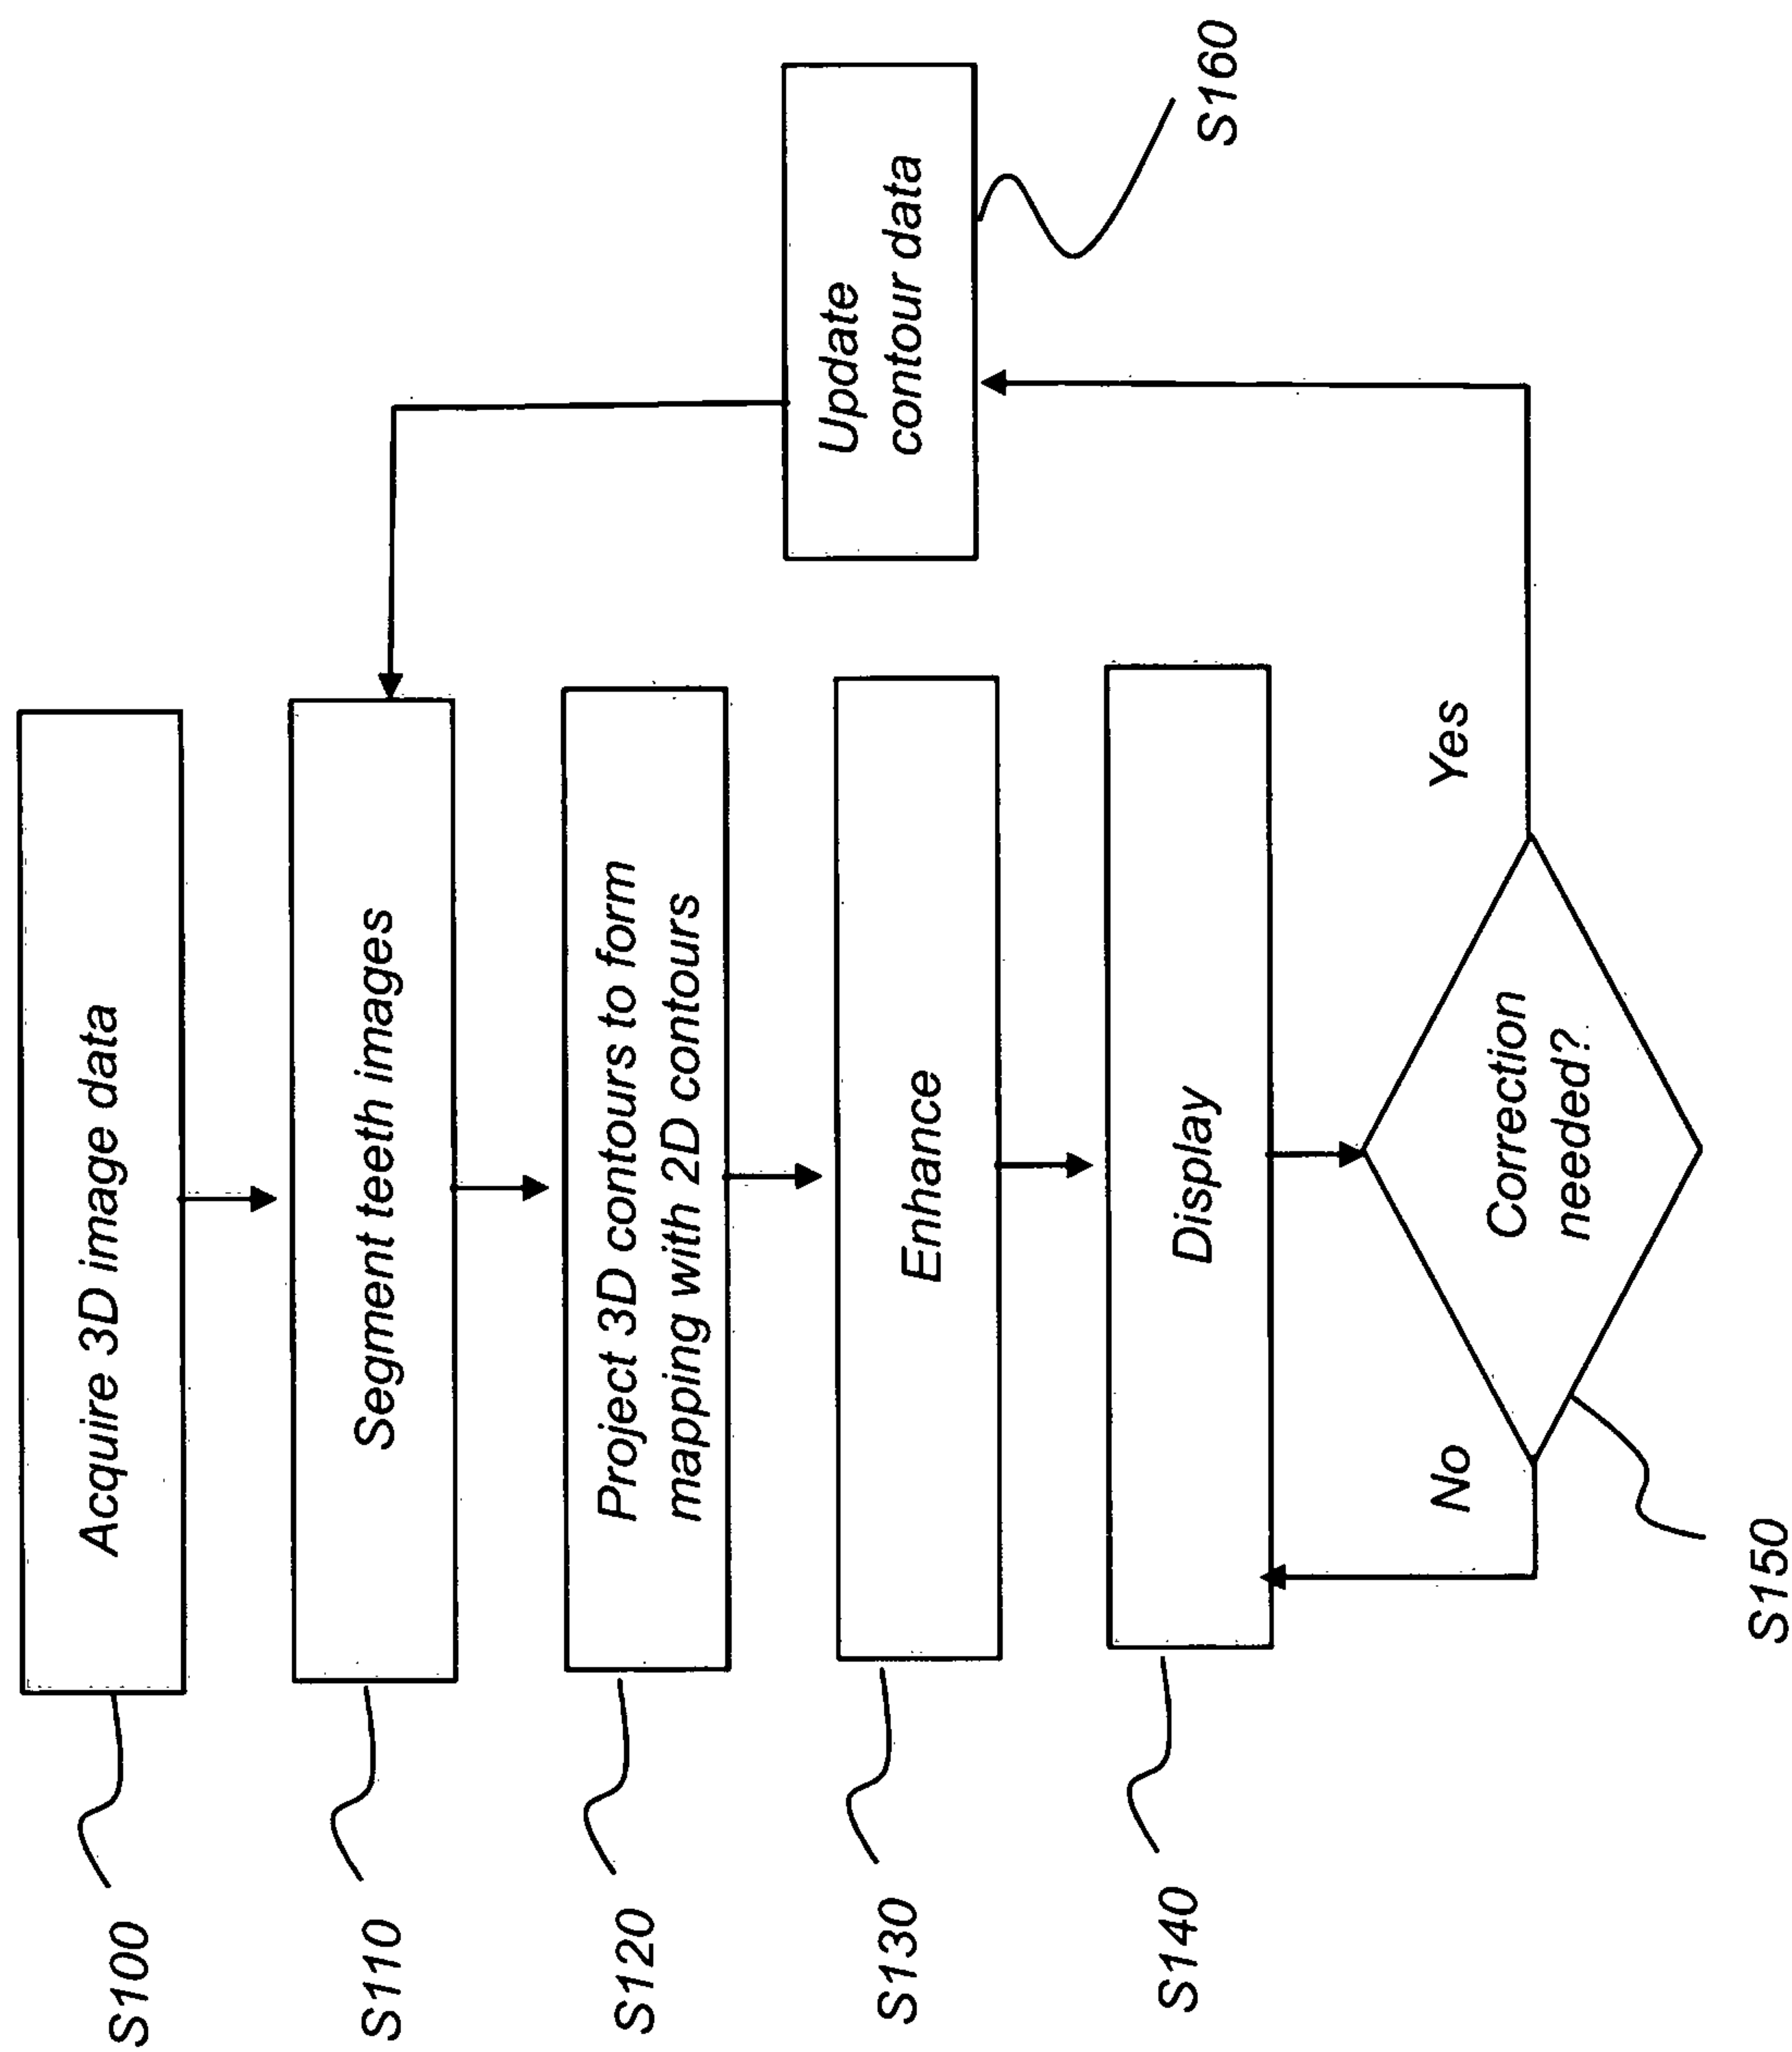 S100
Acquire 3D image data
S110
Segment teeth images
S120
Project 3D contours to form
mapping with 2D contours
S130
Enhance
S140
Display
No
Correction
needed?
Yes
S150
Update
contour data
S160